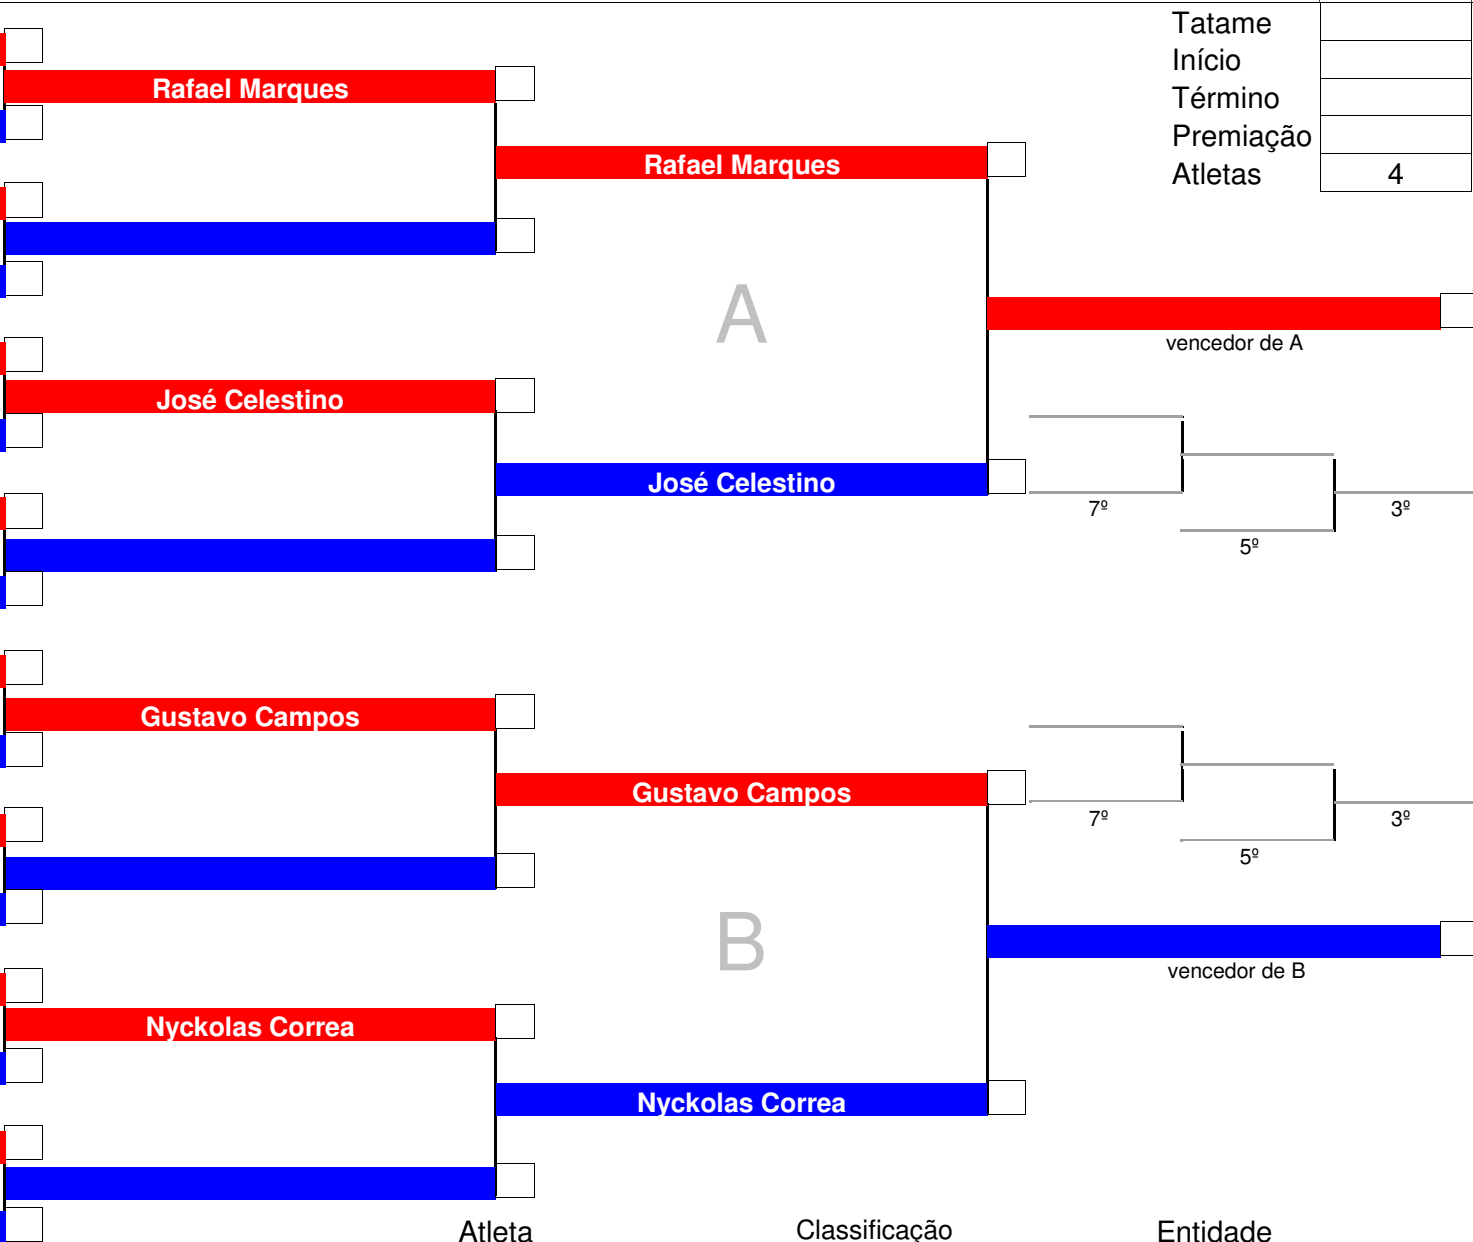 Tatame
Início
Rafael Marques
Término
Premiação
Rafael Marques
Atletas 4
A
vencedor de A
José Celestino
José Celestino
7º 3º
5º
Gustavo Campos
Gustavo Campos
7º 3º
5º
B
vencedor de B
Nyckolas Correa
Nyckolas Correa
Atleta Classificação Entidade